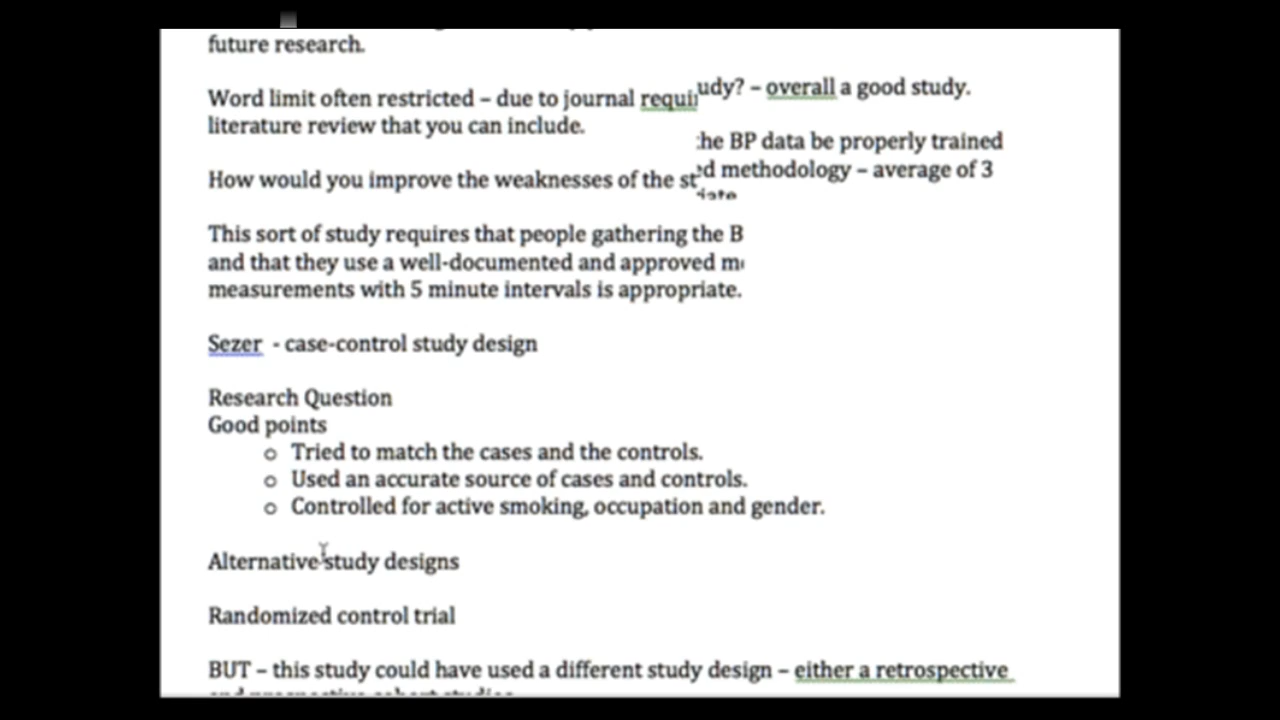 future research.
Word limit often restricted – due to journal
udy? – overall a good study.
literature review that you can include.
he BP data be properly trained
How would you improve the weaknesses of the
d methodology – average of 3
This sort of study requires that people gathering the B
and that they use a well-documented and approved
measurements with 5 minute intervals is appropriate.
Sezer - case-control study design
Research Question
Good points
o Tried to match the cases and the controls.
o Used an accurate source of cases and controls.
o Controlled for active smoking, occupation and gender.
Alternative study designs
Randomized control trial
BUT – this study could have used a different study design – either a retrospective